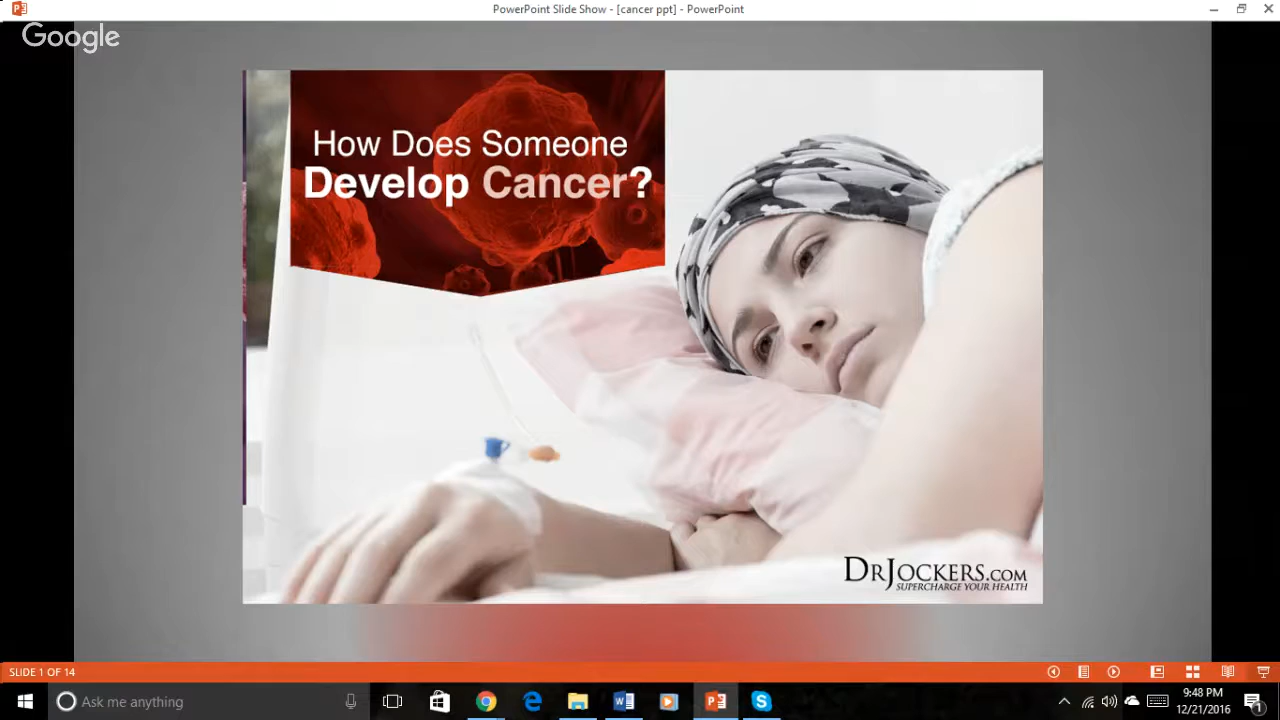 PowerPoint Slide Show - [cancer ppt] - PowerPoint
Google
How Does Someone
Develop Cancer?
DRJOCKERS.COM
SUPERCHARGE YOUR HEALTH
SLIDE 1 OF 14
Ask me anything
9:48 PM
12/21/2016
1